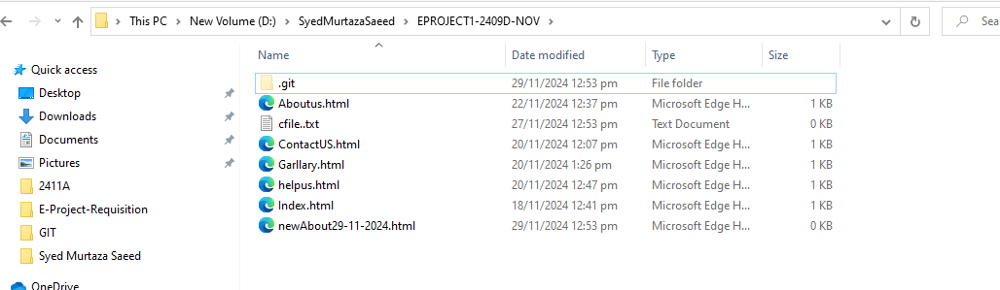 This PC > New Volume (D:) > SyedMurtazaSaeed > EPROJECT1-2409D-NOV >
Sea
Name Date modified Type Size
Quick access
Desktop
Downloads
Documents
Pictures
2411A
E-Project-Requisition
GIT
Syed Murtaza Saeed
OneDrive
.git 29/11/2024 12:53 pm File folder
Aboutus.html 22/11/2024 12:37 pm Microsoft Edge H... 1 KB
cfile..txt 27/11/2024 12:53 pm Text Document 0 KB
ContactUS.html 20/11/2024 12:07 pm Microsoft Edge H... 1 KB
Garllary.html 20/11/2024 1:26 pm Microsoft Edge H... 1 KB
helpus.html 20/11/2024 12:47 pm Microsoft Edge H... 1 KB
Index.html 18/11/2024 12:41 pm Microsoft Edge H... 1 KB
newAbout29-11-2024.html 29/11/2024 12:53 pm Microsoft Edge H... 0 KB